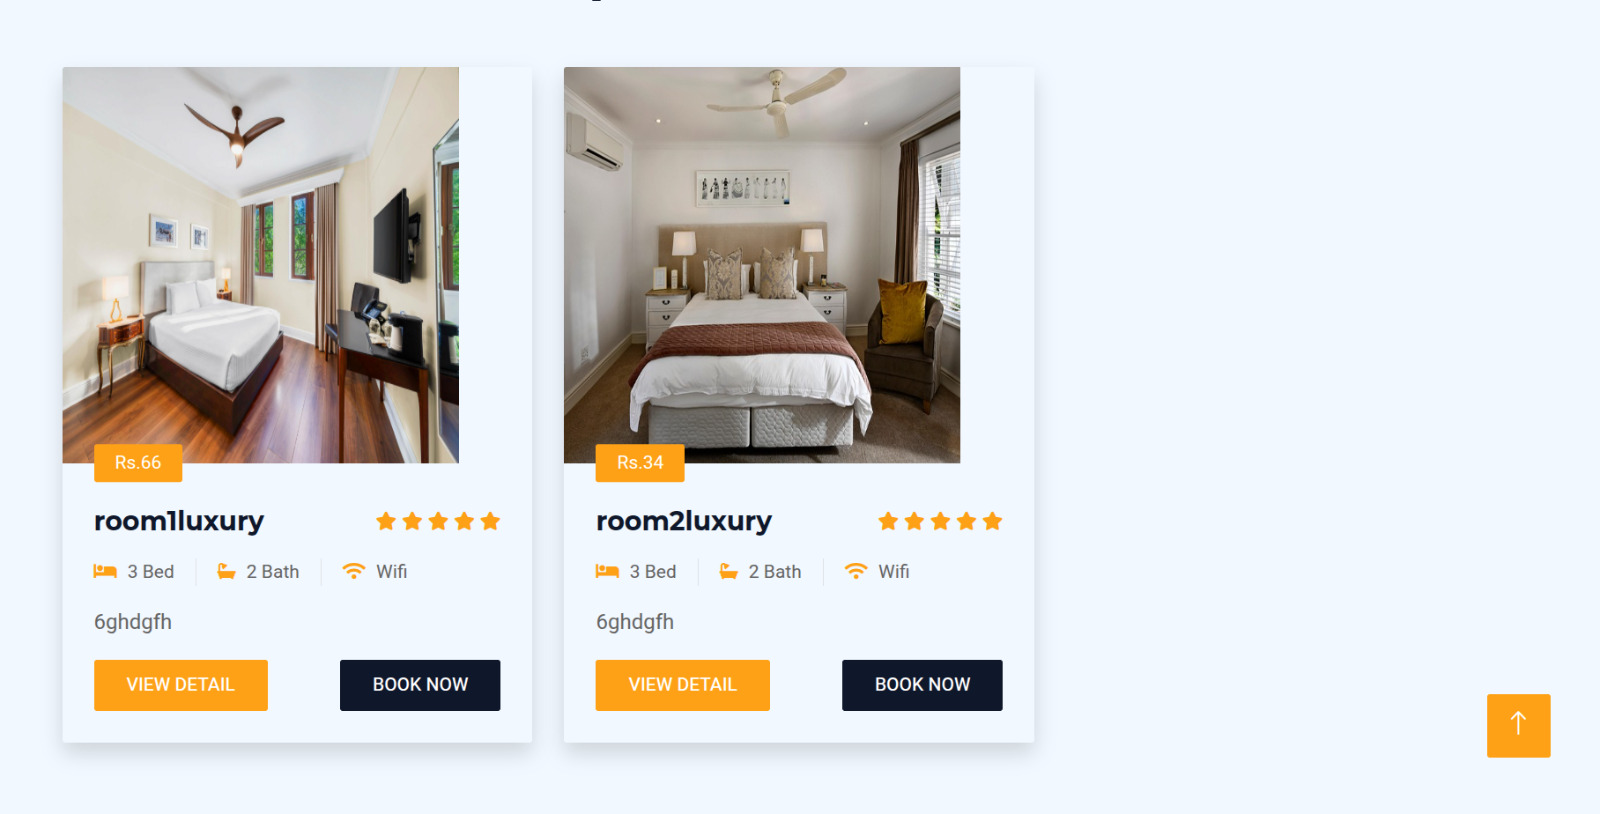 Rs.66
room1luxury
3 Bed
2 Bath
Wifi
6ghdgfh
VIEW DETAIL
BOOK NOW
Rs.34
room2luxury
3 Bed
2 Bath
Wifi
6ghdgfh
VIEW DETAIL
BOOK NOW